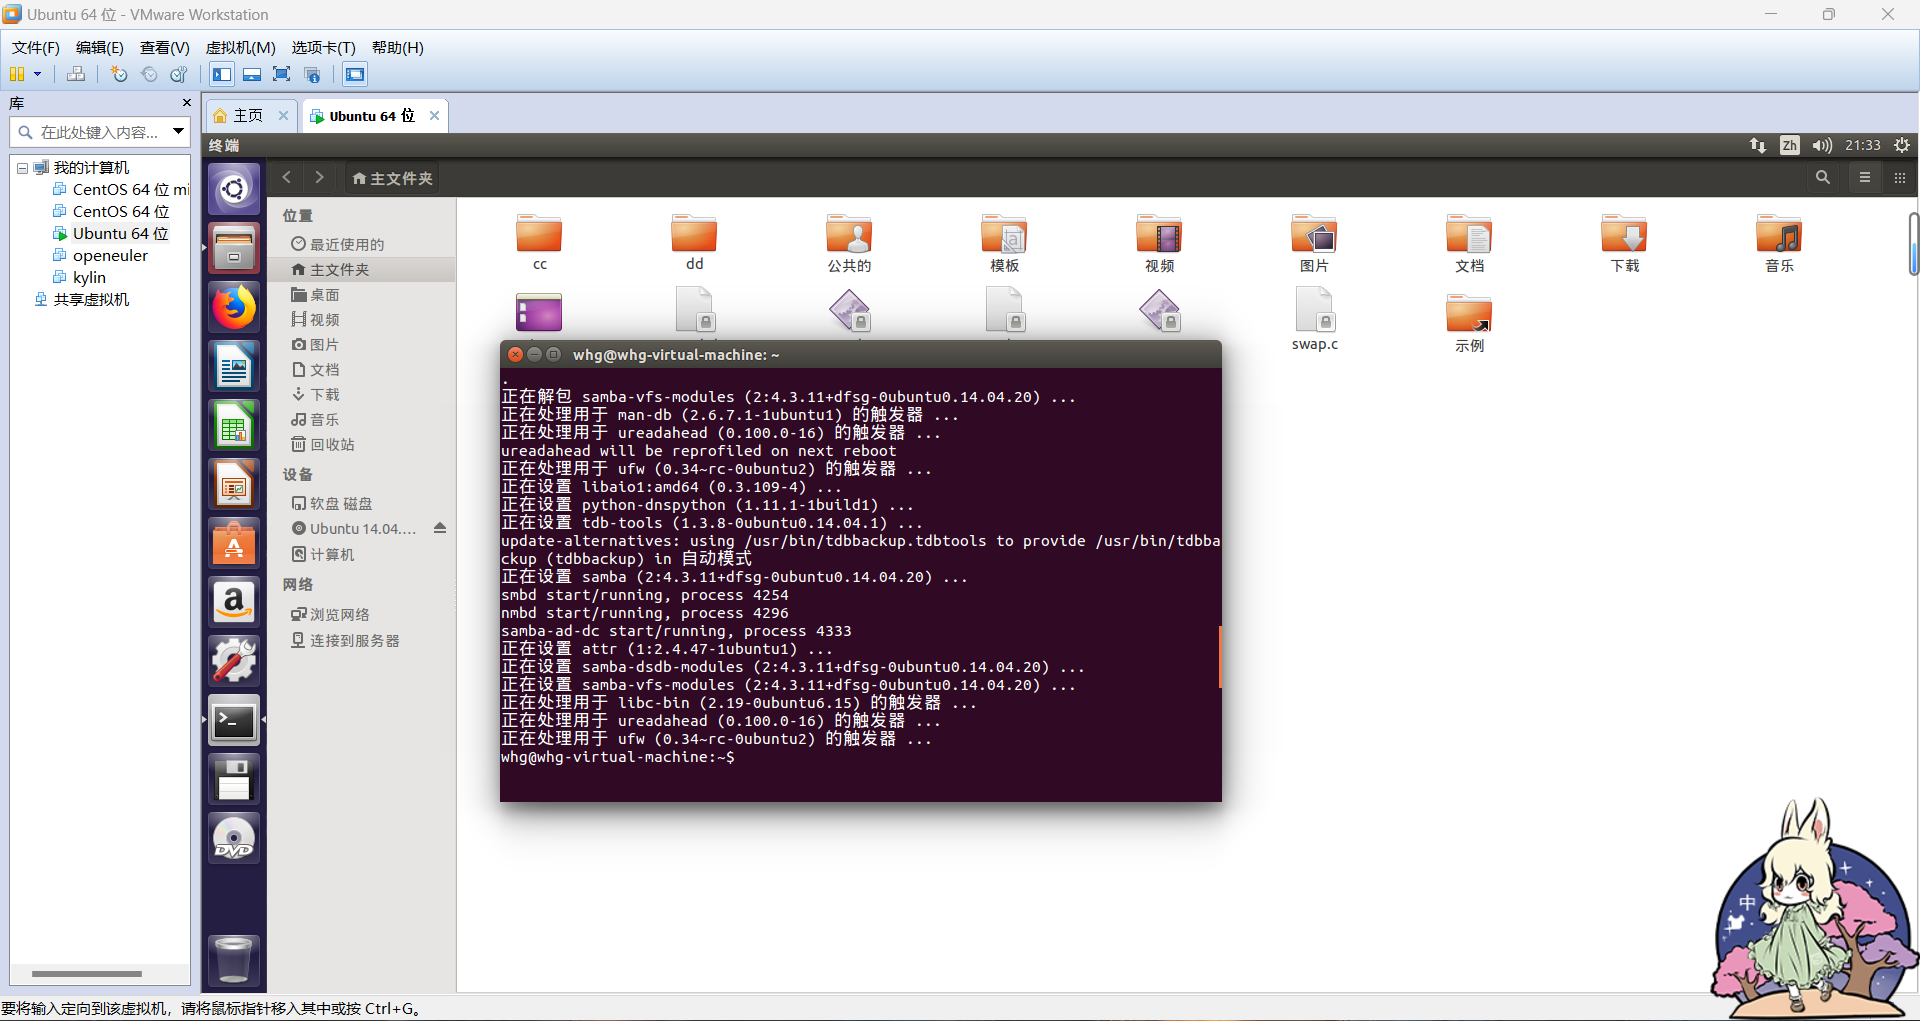 Ubuntu 64 位 - VMware Workstation
文件(F) 编辑(E) 查看(V) 虚拟机(M) 选项卡(T) 帮助(H)
库
在此处键入内容...
我的计算机
CentOS 64 位 mi
CentOS 64 位
Ubuntu 64 位
openeuler
kylin
共享虚拟机
主页
Ubuntu 64 位
终端
Zh
21:33
主文件夹
位置
最近使用的
主文件夹
桌面
视频
图片
文档
下载
音乐
回收站
设备
软盘 磁盘
Ubuntu 14.04....
计算机
网络
浏览网络
连接到服务器
cc
dd
公共的
模板
视频
图片
文档
下载
音乐
swap.c
示例
whg@whg-virtual-machine: ~
.
正在解包 samba-vfs-modules (2:4.3.11+dfsg-0ubuntu0.14.04.20) ...
正在处理用于 man-db (2.6.7.1-1ubuntu1) 的触发器 ...
正在处理用于 ureadahead (0.100.0-16) 的触发器 ...
ureadahead will be reprofiled on next reboot
正在处理用于 ufw (0.34~rc-0ubuntu2) 的触发器 ...
正在设置 libaio1:amd64 (0.3.109-4) ...
正在设置 python-dnspython (1.11.1-1build1) ...
正在设置 tdb-tools (1.3.8-0ubuntu0.14.04.1) ...
update-alternatives: using /usr/bin/tdbbackup.tdbtools to provide /usr/bin/tdbba
ckup (tdbbackup) in 自动模式
正在设置 samba (2:4.3.11+dfsg-0ubuntu0.14.04.20) ...
smbd start/running, process 4254
nmbd start/running, process 4296
samba-ad-dc start/running, process 4333
正在设置 attr (1:2.4.47-1ubuntu1) ...
正在设置 samba-dsdb-modules (2:4.3.11+dfsg-0ubuntu0.14.04.20) ...
正在设置 samba-vfs-modules (2:4.3.11+dfsg-0ubuntu0.14.04.20) ...
正在处理用于 libc-bin (2.19-0ubuntu6.15) 的触发器 ...
正在处理用于 ureadahead (0.100.0-16) 的触发器 ...
正在处理用于 ufw (0.34~rc-0ubuntu2) 的触发器 ...
whg@whg-virtual-machine:~$
DVD
中
要将输入定向到该虚拟机，请将鼠标指针移入其中或按 Ctrl+G。